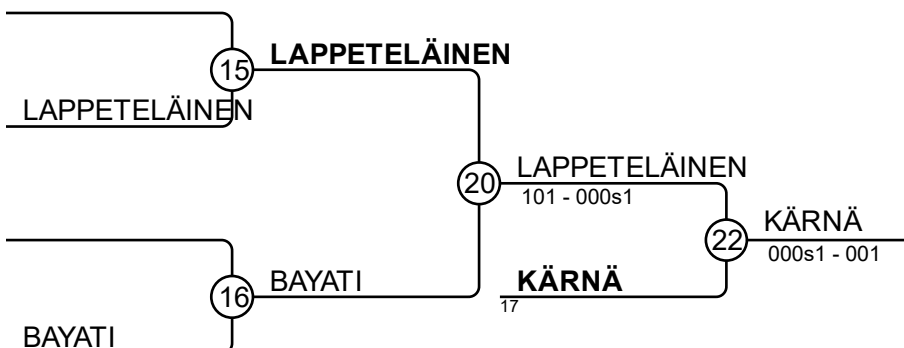 LAPPETELÄINEN
15
LAPPETELÄINEN
LAPPETELÄINEN
20
101 - 000s1
KÄRNÄ
22
000s1 - 001
BAYATI
16
KÄRNÄ
17
BAYATI